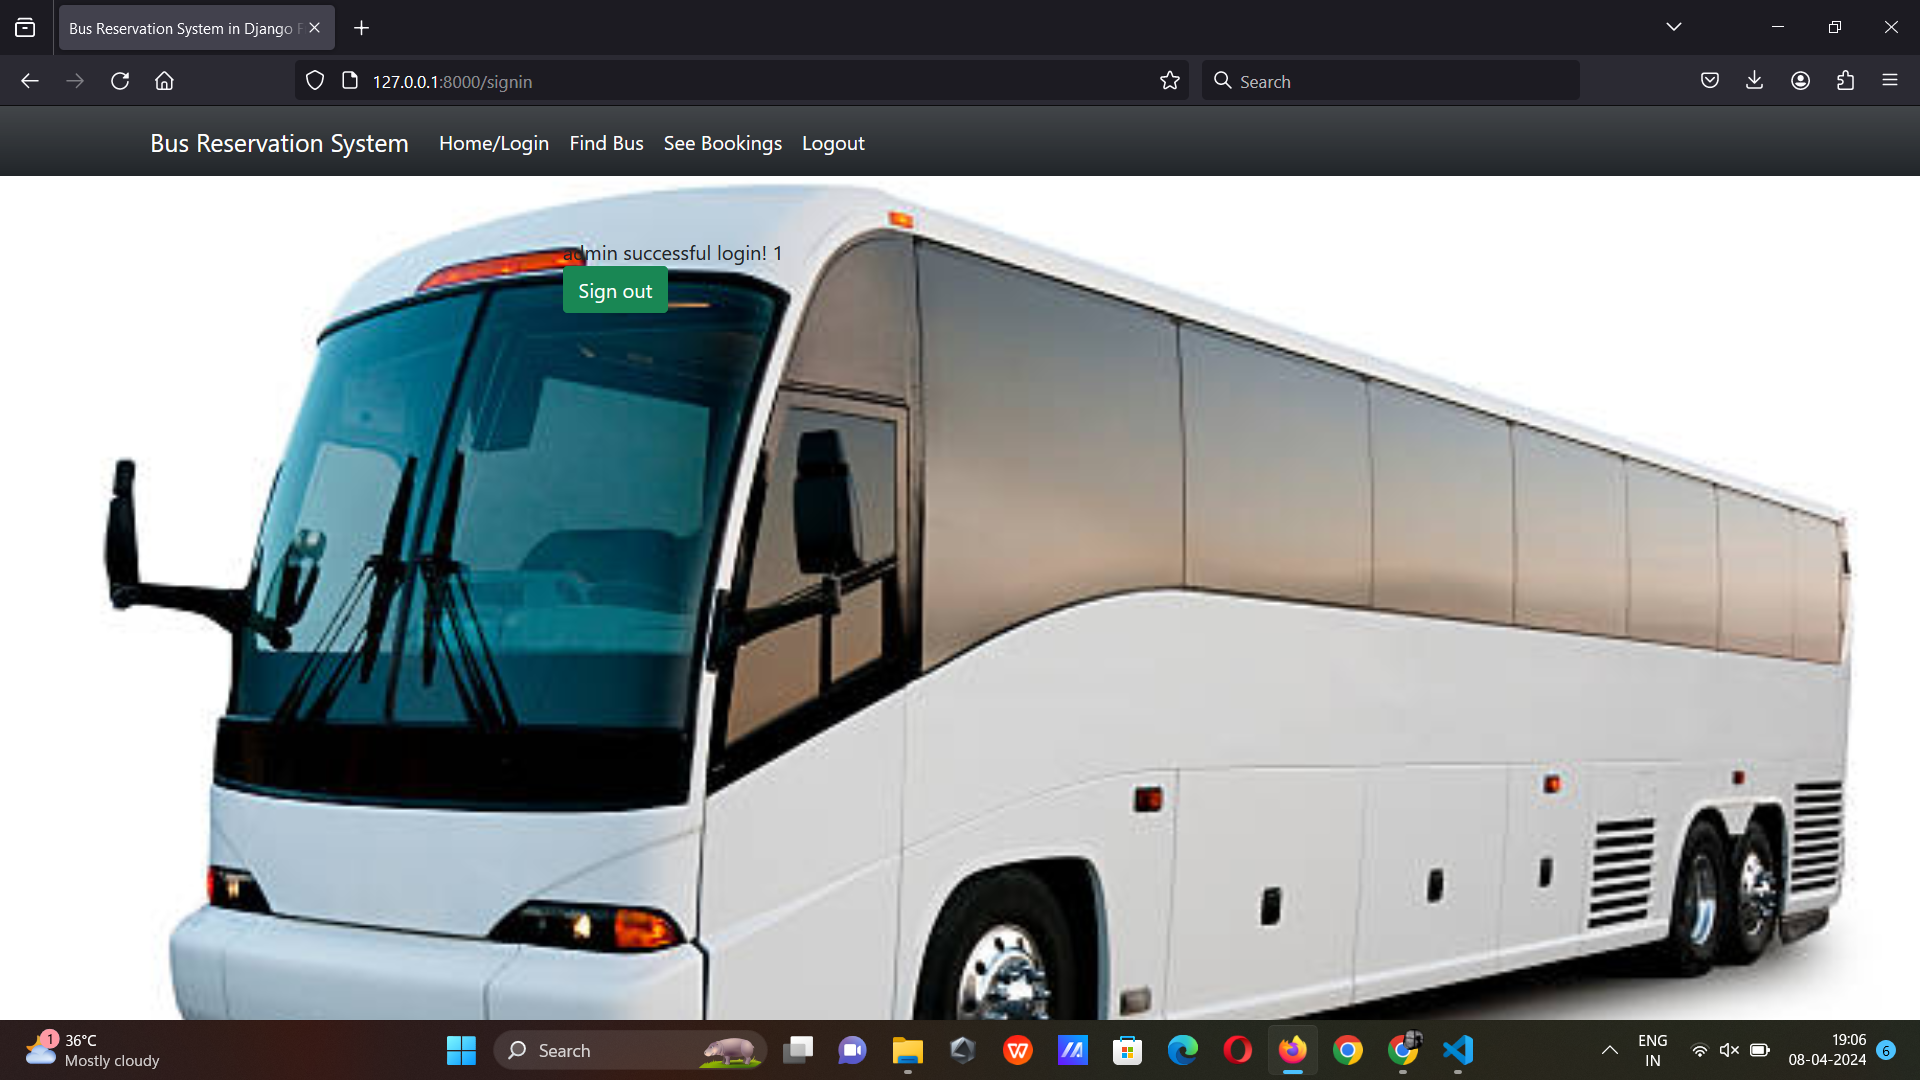 Bus Reservation System in Django F
127.0.0.1:8000/signin
Search
Bus Reservation System Home/Login Find Bus See Bookings Logout
admin successful login! 1
Sign out
1
36°C
Mostly cloudy
Search
ENG
IN
19:06
08-04-2024
6